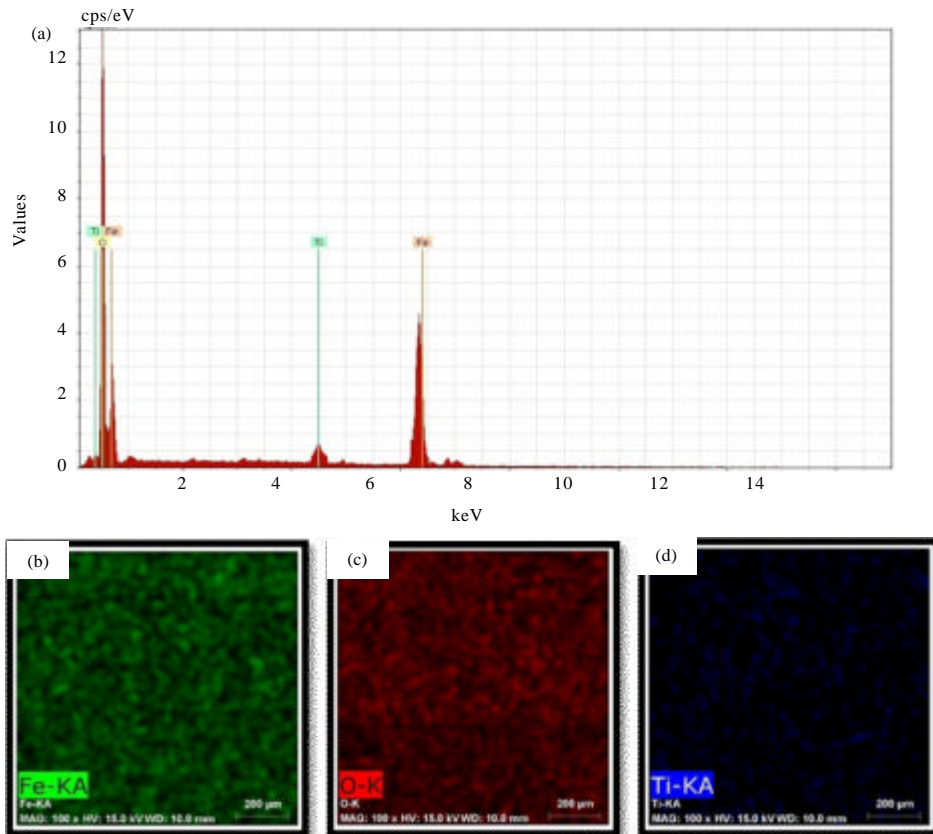 cps/eV
(a)
12
10
8
Values
Ti Fe
O
Ti
Fe
6
4
2
0
2 4 6 8 10 12 14
keV
(b)
(c)
(d)
Fe-KA
Fe-KA
200 µm
MAG: 100 x HV: 15.0 kV WD: 10.0 mm
O-K
O-K
200 µm
MAG: 100 x HV: 15.0 kV WD: 10.0 mm
Ti-KA
Ti-KA
200 µm
MAG: 100 x HV: 15.0 kV WD: 10.0 mm